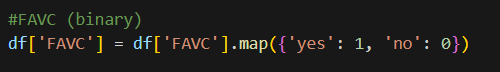 #FAVC (binary)
df['FAVC'] = df['FAVC'].map({'yes': 1, 'no': 0})